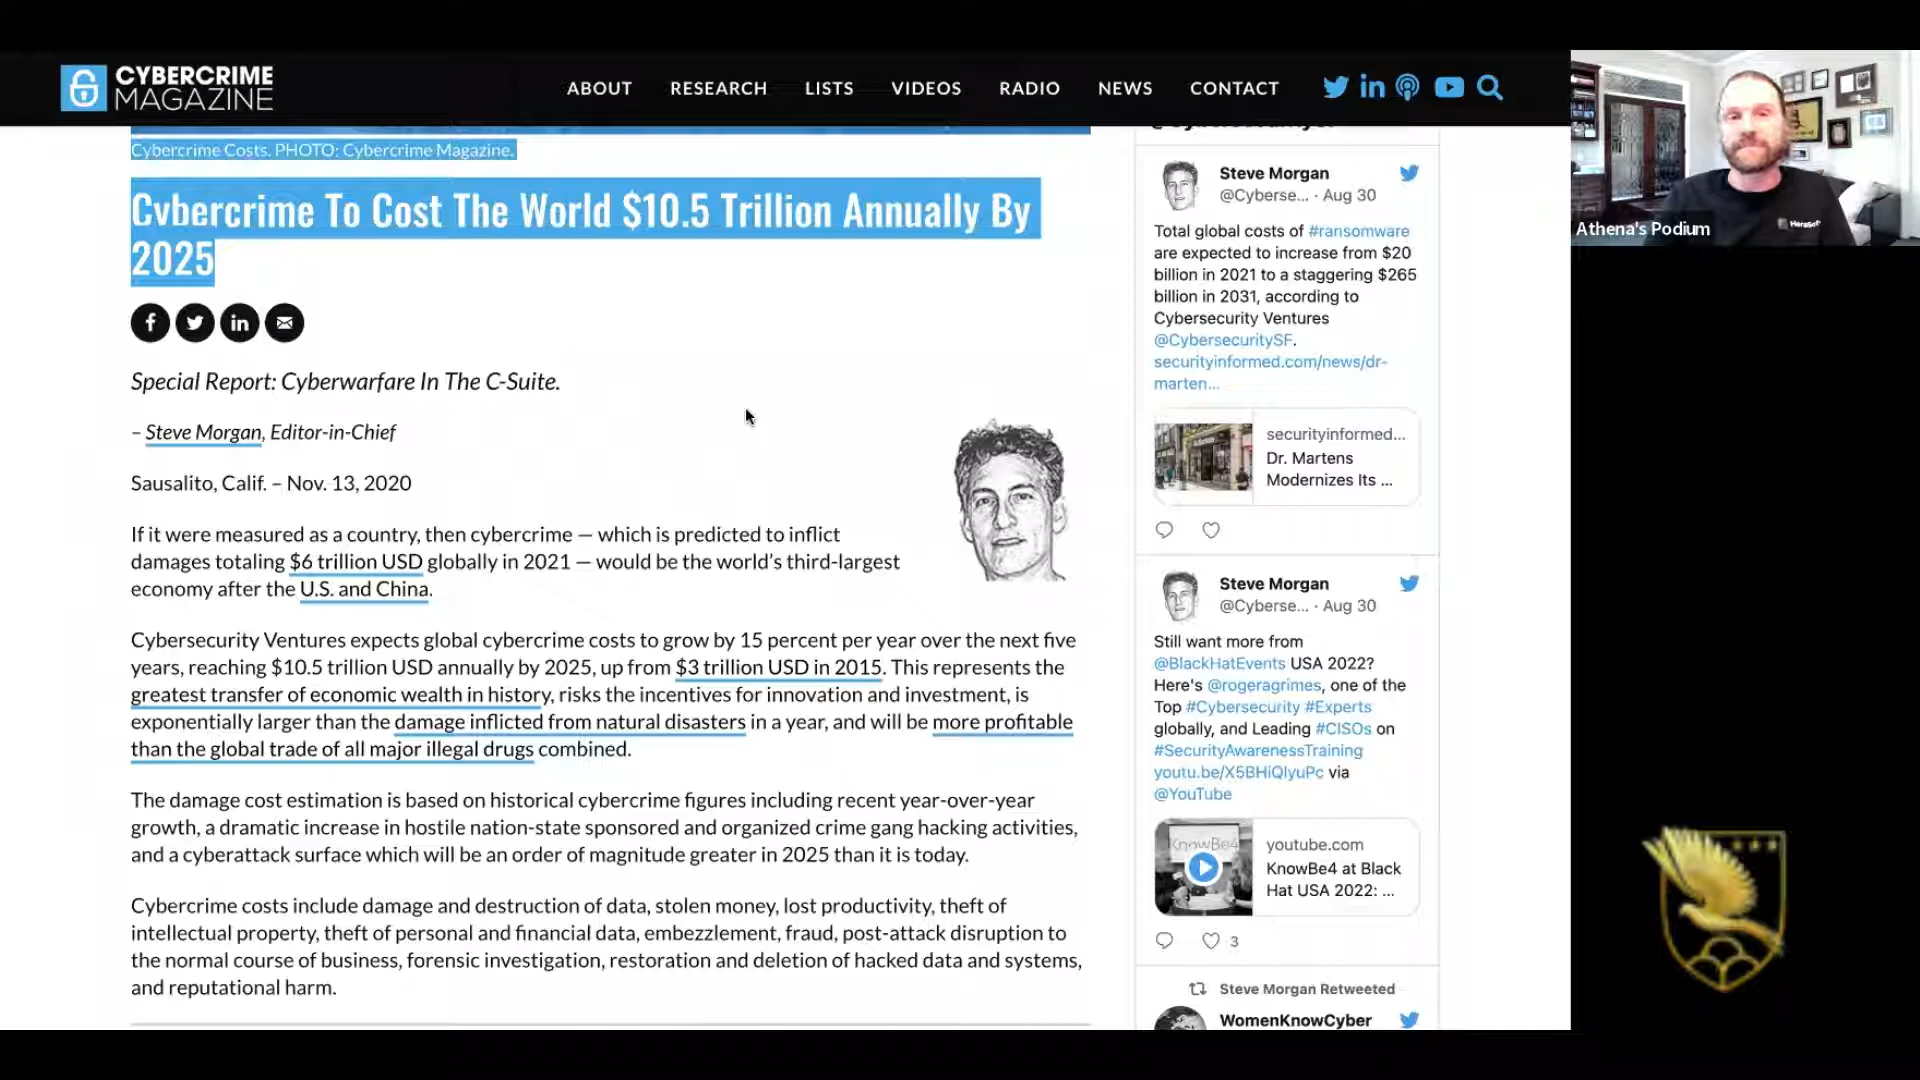 CYBERCRIME
MAGAZINE
ABOUT RESEARCH LISTS VIDEOS RADIO NEWS CONTACT
Cybercrime Costs. PHOTO: Cybercrime Magazine.
Cybercrime To Cost The World $10.5 Trillion Annually By
2025
Special Report: Cyberwarfare In The C-Suite.
– Steve Morgan, Editor-in-Chief
Sausalito, Calif. – Nov. 13, 2020
If it were measured as a country, then cybercrime — which is predicted to inflict
damages totaling $6 trillion USD globally in 2021 — would be the world's third-largest
economy after the U.S. and China.
Cybersecurity Ventures expects global cybercrime costs to grow by 15 percent per year over the next five
years, reaching $10.5 trillion USD annually by 2025, up from $3 trillion USD in 2015. This represents the
greatest transfer of economic wealth in history, risks the incentives for innovation and investment, is
exponentially larger than the damage inflicted from natural disasters in a year, and will be more profitable
than the global trade of all major illegal drugs combined.
The damage cost estimation is based on historical cybercrime figures including recent year-over-year
growth, a dramatic increase in hostile nation-state sponsored and organized crime gang hacking activities,
and a cyberattack surface which will be an order of magnitude greater in 2025 than it is today.
Cybercrime costs include damage and destruction of data, stolen money, lost productivity, theft of
intellectual property, theft of personal and financial data, embezzlement, fraud, post-attack disruption to
the normal course of business, forensic investigation, restoration and deletion of hacked data and systems,
and reputational harm.
Steve Morgan
@Cyberse... · Aug 30
Total global costs of #ransomware
are expected to increase from $20
billion in 2021 to a staggering $265
billion in 2031, according to
Cybersecurity Ventures
@CybersecuritySF.
securityinformed.com/news/dr-
marten...
securityinformed...
Dr. Martens
Modernizes Its ...
Steve Morgan
@Cyberse... · Aug 30
Still want more from
@BlackHatEvents USA 2022?
Here's @rogeragrimes, one of the
Top #Cybersecurity #Experts
globally, and Leading #CISOs on
#SecurityAwarenessTraining
youtu.be/X5BHiQlyuPc via
@YouTube
KnowBe4
youtube.com
KnowBe4 at Black
Hat USA 2022: ...
3
Steve Morgan Retweeted
WomenKnowCyber
HeraSoft
Athena's Podium